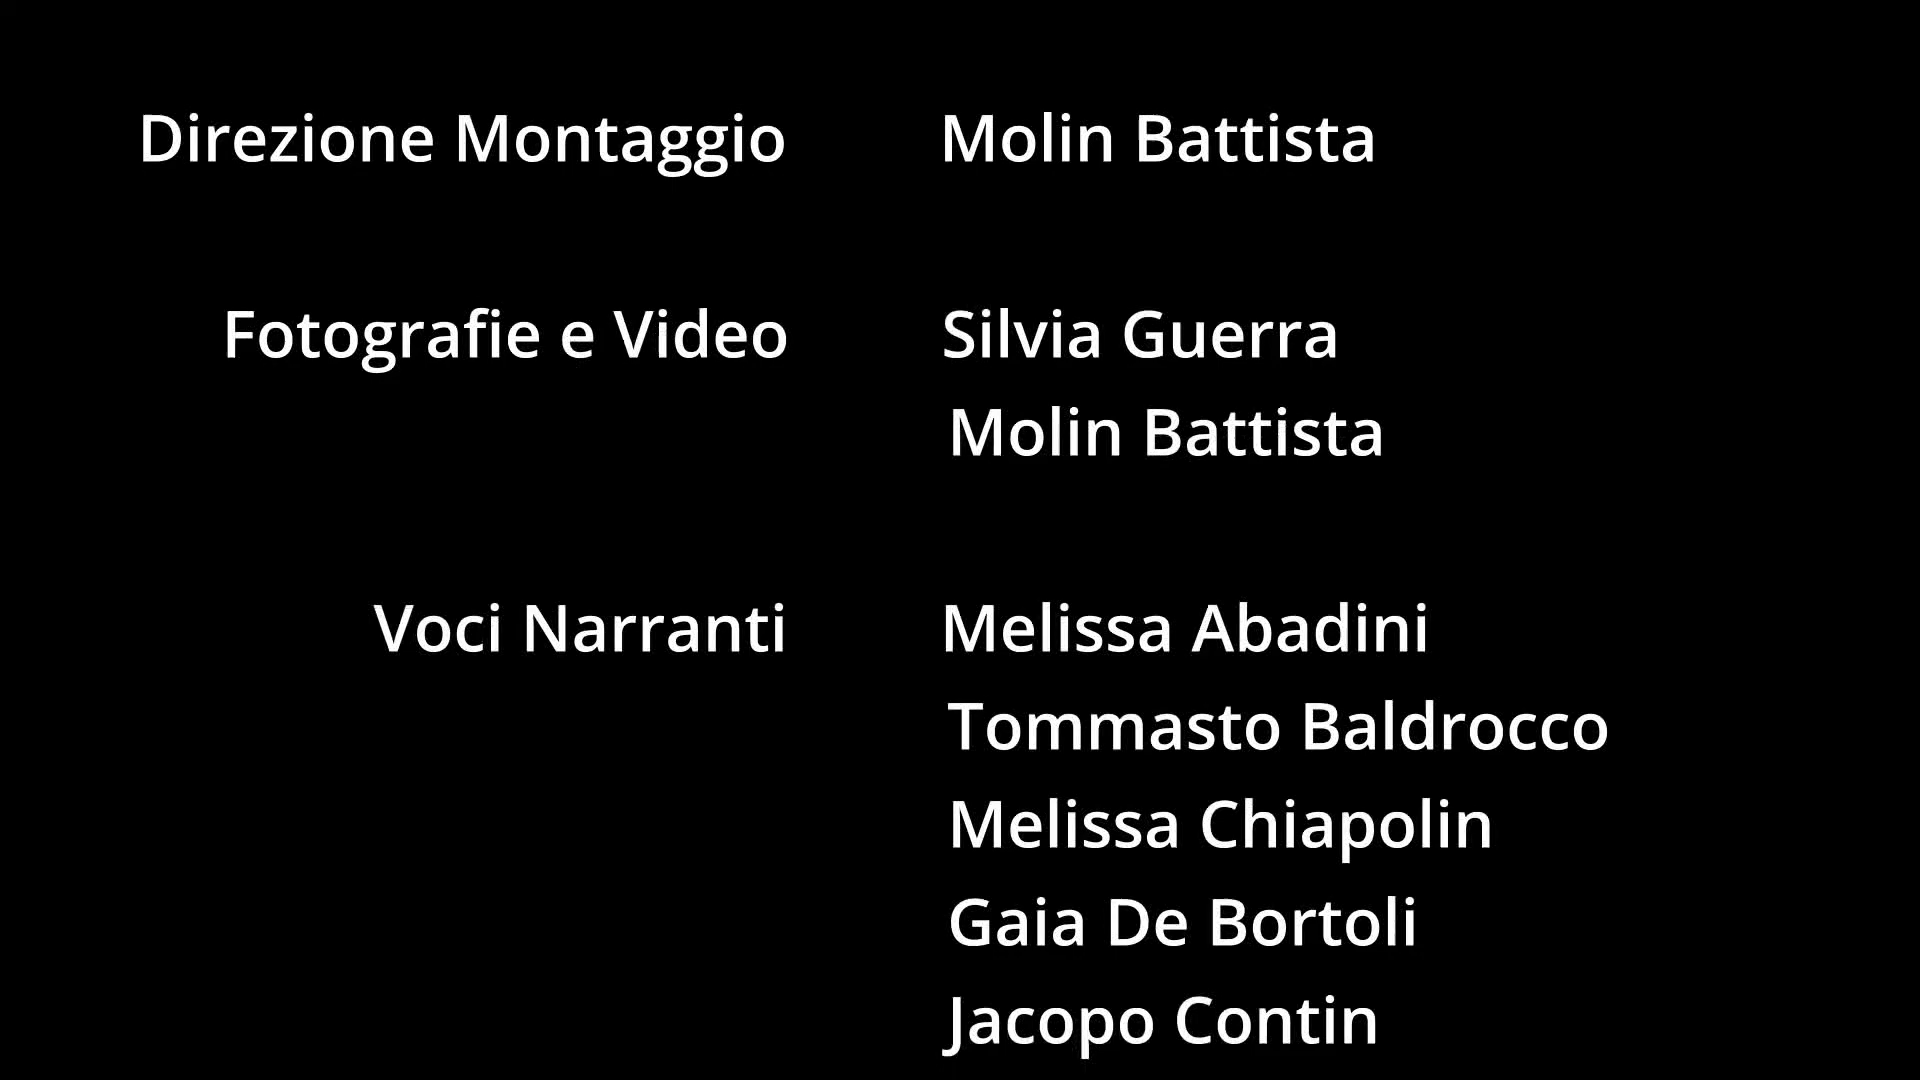 Direzione Montaggio Molin Battista
Fotografie e Video Silvia Guerra
Molin Battista
Voci Narranti Melissa Abadini
Tommasto Baldrocco
Melissa Chiapolin
Gaia De Bortoli
Jacopo Contin